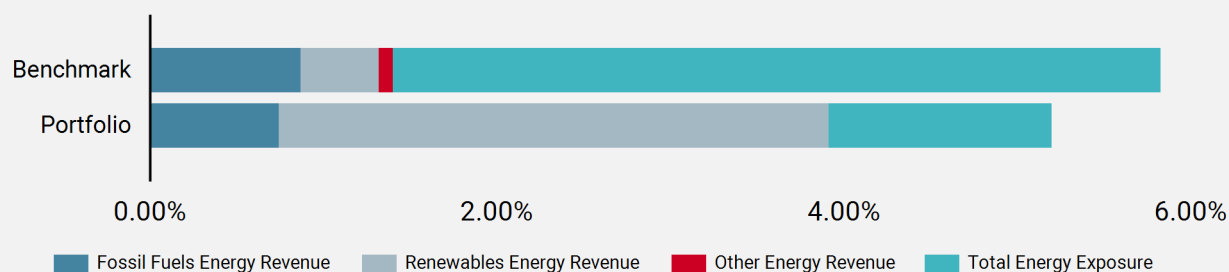 Benchmark
Portfolio
0.00% 2.00% 4.00% 6.00%
Fossil Fuels Energy Revenue Renewables Energy Revenue Other Energy Revenue Total Energy Exposure